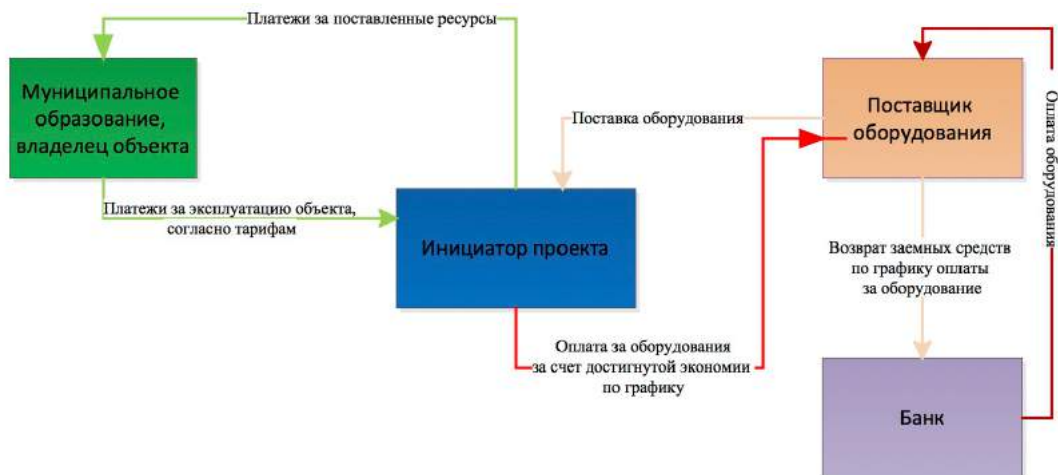 Платежи за поставленные ресурсы
Муниципальное
образование,
владелец объекта
Поставщик
оборудования
Оплата оборудования
Поставка оборудования
Платежи за эксплуатацию объекта,
согласно тарифам
Инициатор проекта
Возврат заемных средств
по графику оплаты
за оборудование
Оплата за оборудования
за счет достигнутой экономии
по графику
Банк